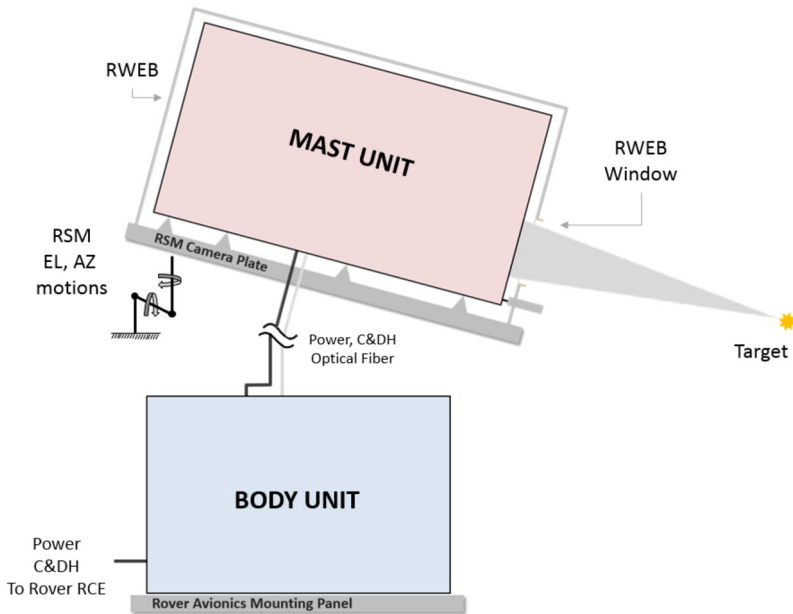 RWEB
MAST UNIT
RWEB
Window
RSM
EL, AZ
motions
RSM Camera Plate
Power, C&DH
Optical Fiber
Target
BODY UNIT
Power
C&DH
To Rover RCE
Rover Avionics Mounting Panel